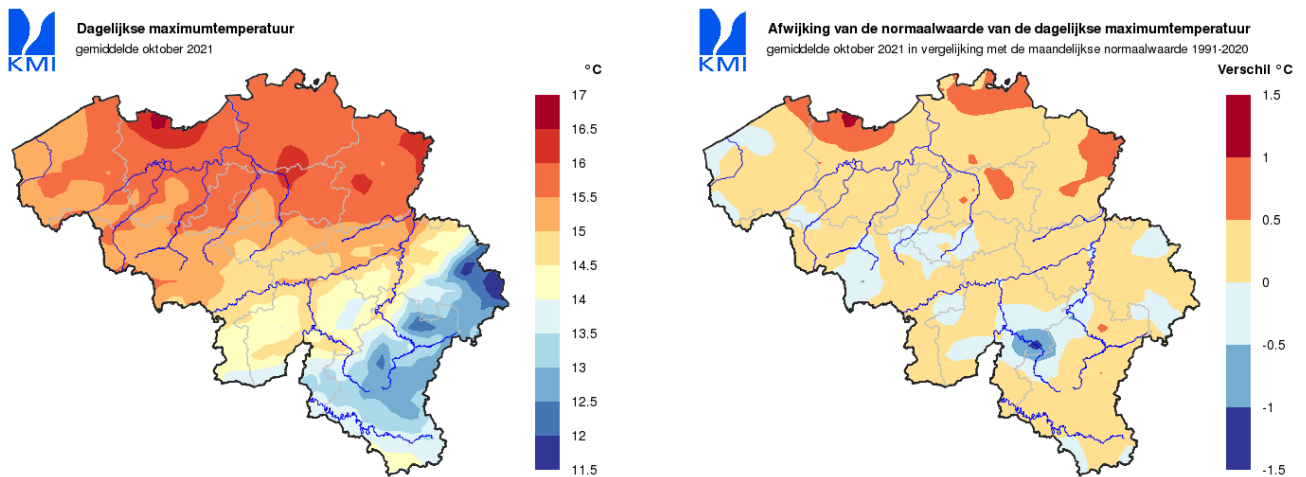 KMI
Dagelijkse maximumtemperatuur
gemiddelde oktober 2021
°C
17
16.5
16
15.5
15
14.5
14
13.5
13
12.5
12
11.5
KMI
Afwijking van de normaalwaarde van de dagelijkse maximumtemperatuur
gemiddelde oktober 2021 in vergelijking met de maandelijkse normaalwaarde 1991-2020
Verschil °C
1.5
1
0.5
0
-0.5
-1
-1.5